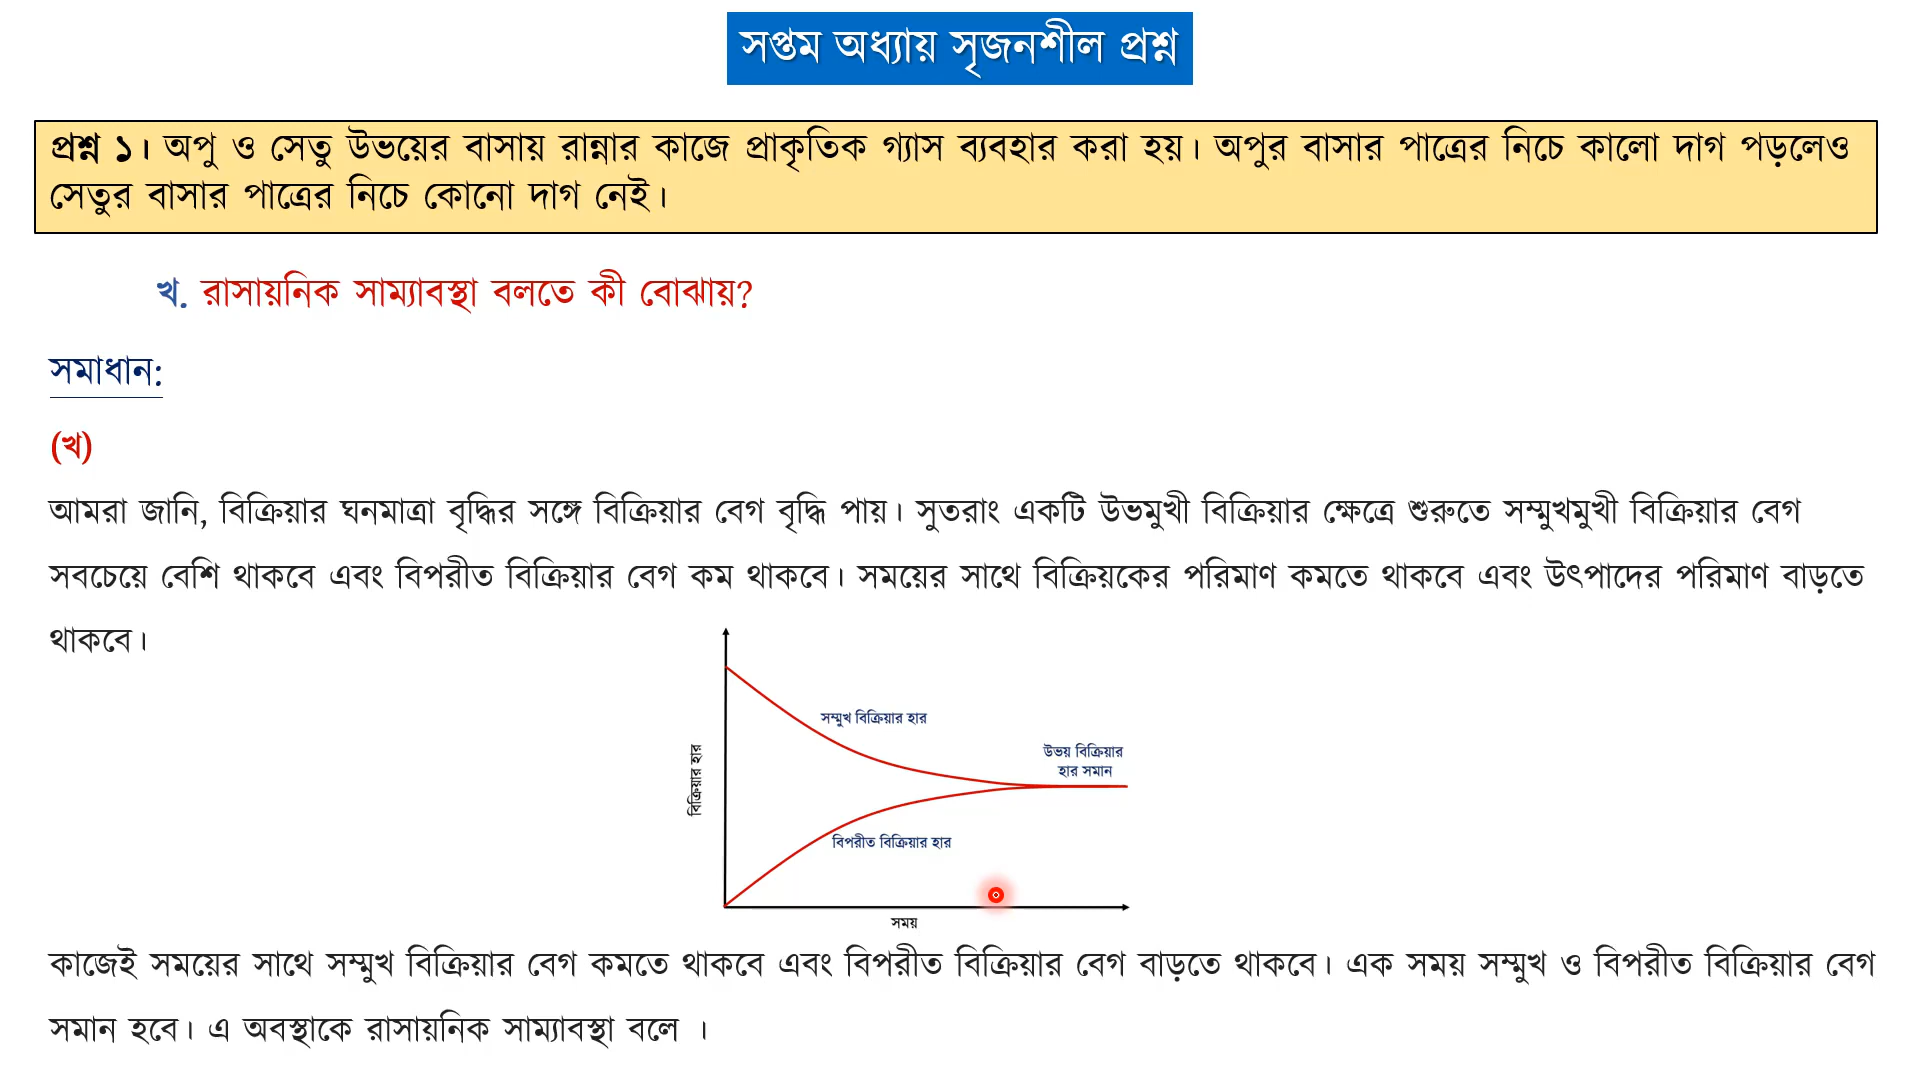 সপ্তম অধ্যায় সৃজনশীল প্রশ্ন
প্রশ্ন ১। অপু ও সেতু উভয়ের বাসায় রান্নার কাজে প্রাকৃতিক গ্যাস ব্যবহার করা হয়। অপুর বাসার পাত্রের নিচে কালো দাগ পড়লেও
সেতুর বাসার পাত্রের নিচে কোনো দাগ নেই।
খ. রাসায়নিক সাম্যাবস্থা বলতে কী বোঝায়?
সমাধান:
(খ)
আমরা জানি, বিক্রিয়ার ঘনমাত্রা বৃদ্ধির সঙ্গে বিক্রিয়ার বেগ বৃদ্ধি পায়। সুতরাং একটি উভমুখী বিক্রিয়ার ক্ষেত্রে শুরুতে সম্মুখমুখী বিক্রিয়ার বেগ
সবচেয়ে বেশি থাকবে এবং বিপরীত বিক্রিয়ার বেগ কম থাকবে। সময়ের সাথে বিক্রিয়কের পরিমাণ কমতে থাকবে এবং উৎপাদের পরিমাণ বাড়তে
থাকবে।
সম্মুখ বিক্রিয়ার হার
উভয় বিক্রিয়ার
হার সমান
বিক্রিয়ার হার
বিপরীত বিক্রিয়ার হার
সময়
কাজেই সময়ের সাথে সম্মুখ বিক্রিয়ার বেগ কমতে থাকবে এবং বিপরীত বিক্রিয়ার বেগ বাড়তে থাকবে। এক সময় সম্মুখ ও বিপরীত বিক্রিয়ার বেগ
সমান হবে। এ অবস্থাকে রাসায়নিক সাম্যাবস্থা বলে ।